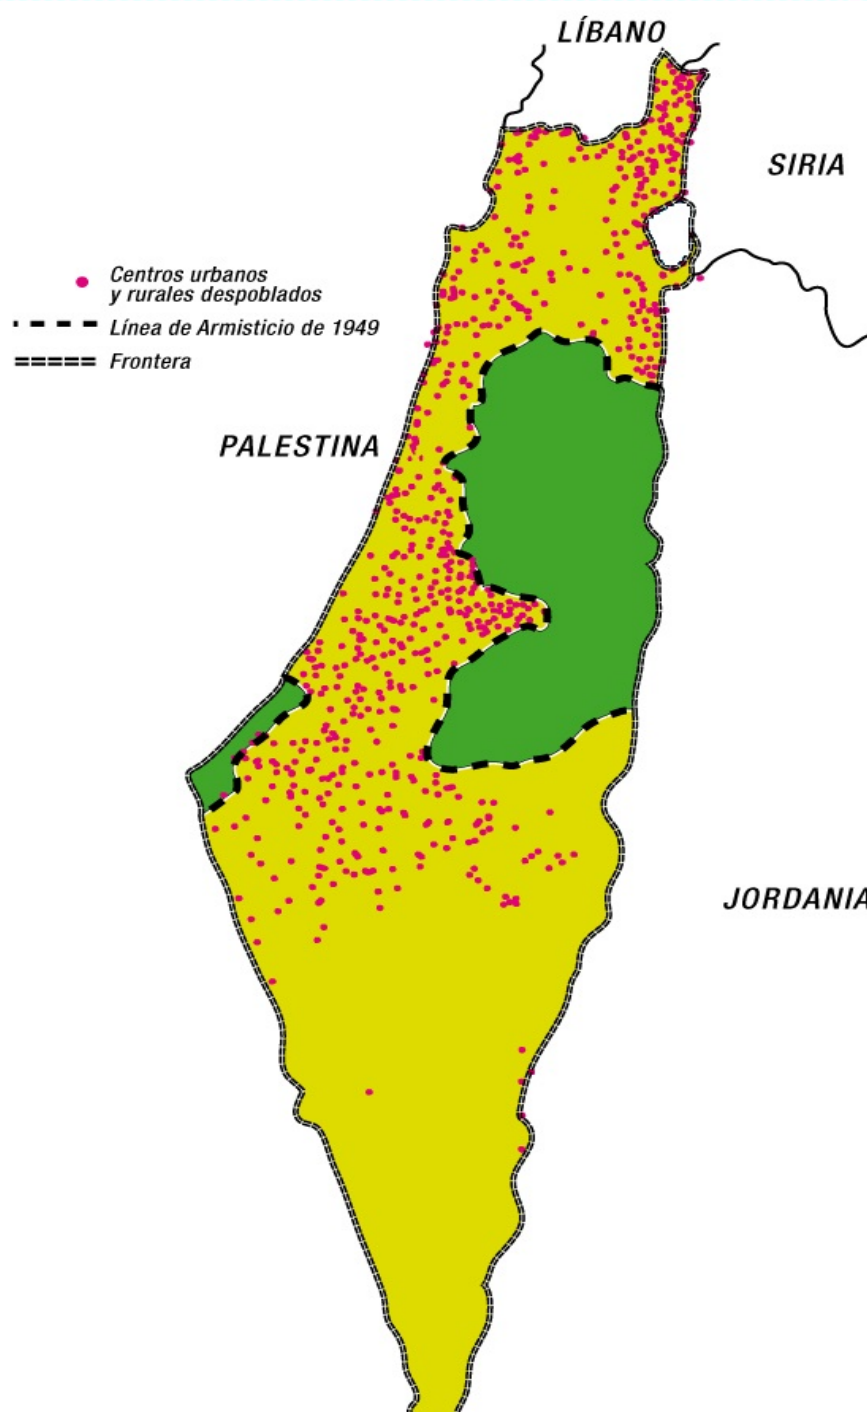 LÍBANO
SIRIA
Centros urbanos
y rurales despoblados
Línea de Armisticio de 1949
Frontera
PALESTINA
JORDANIA